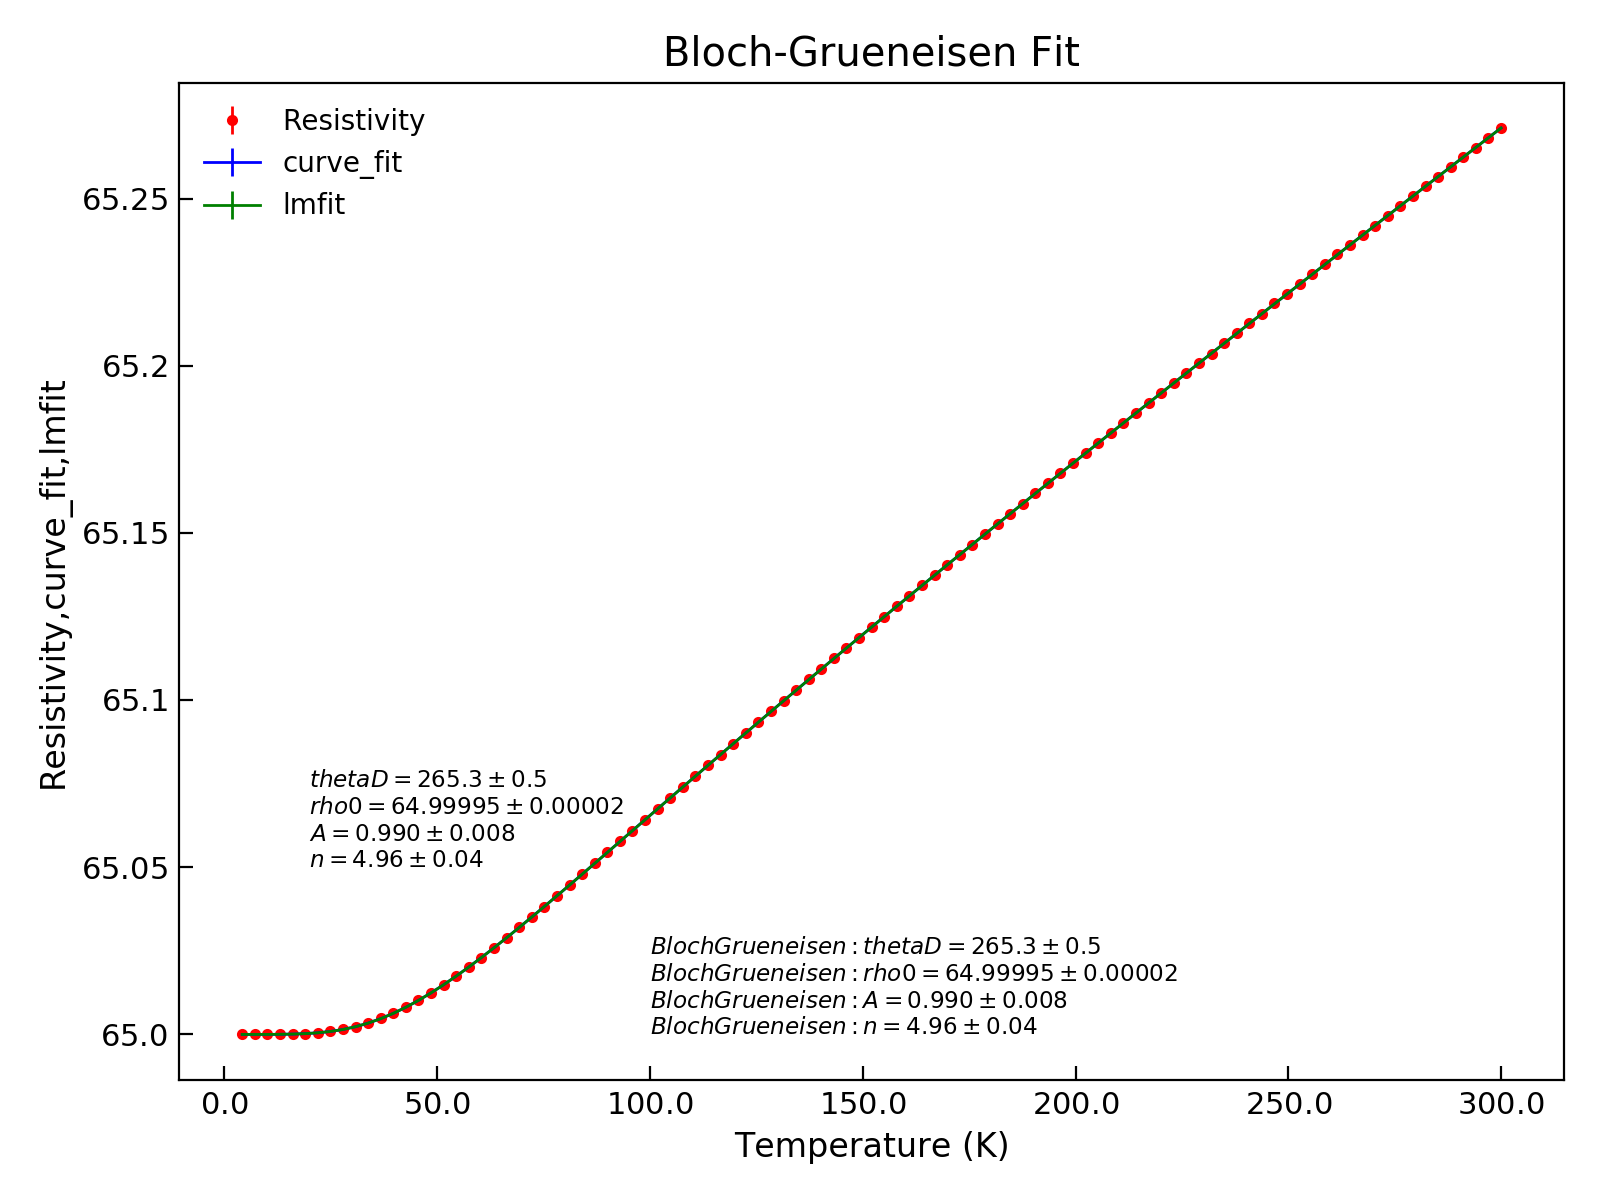 Bloch-Grueneisen Fit
Resistivity
curve_fit
lmfit
65.25
65.2
65.15
65.1
65.05
65.0
Resistivity,curve_fit,lmfit
thetaD = 265.3 ± 0.5
rho0 = 64.99995 ± 0.00002
A = 0.990 ± 0.008
n = 4.96 ± 0.04
BlochGrueneisen : thetaD = 265.3 ± 0.5
BlochGrueneisen : rho0 = 64.99995 ± 0.00002
BlochGrueneisen : A = 0.990 ± 0.008
BlochGrueneisen : n = 4.96 ± 0.04
0.0 50.0 100.0 150.0 200.0 250.0 300.0
Temperature (K)